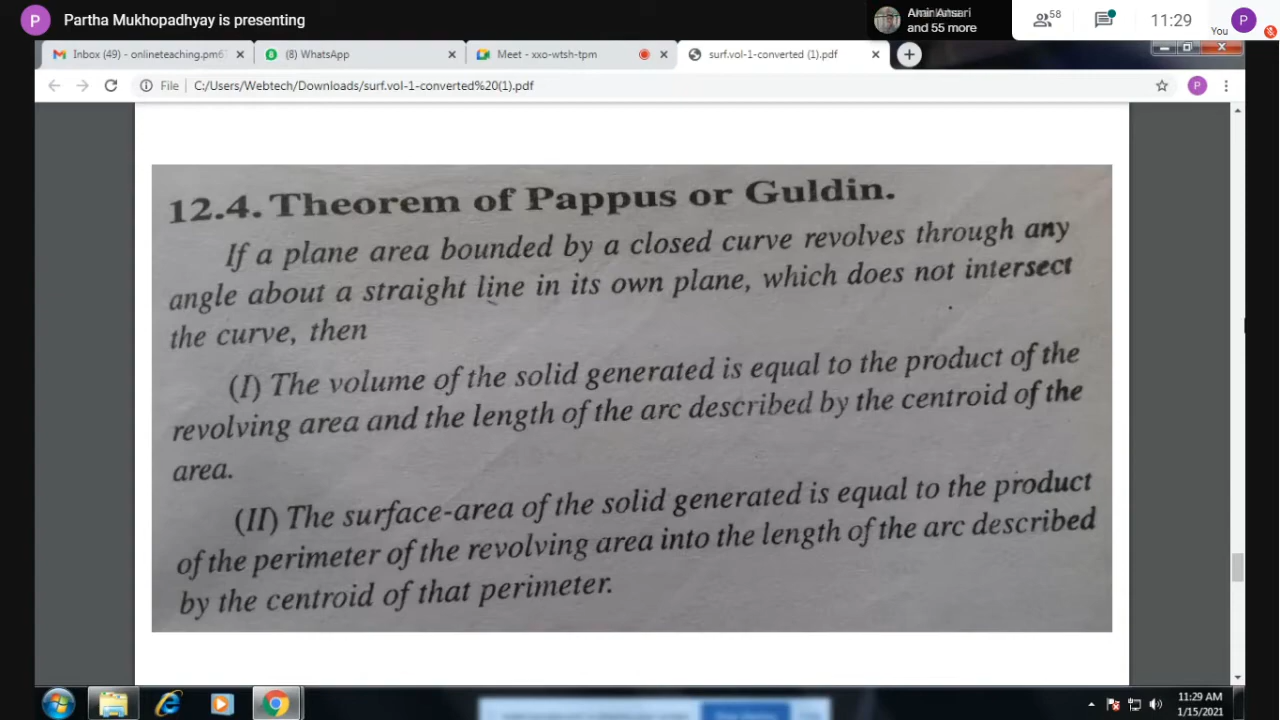 P Partha Mukhopadhyay is presenting
and 55 more
58
11:29
You
P
Inbox (49) - onlineteaching.pm6
(8) WhatsApp
Meet - xxo-wtsh-tpm
surf.vol-1-converted (1).pdf
File
C:/Users/Webtech/Downloads/surf.vol-1-converted%20(1).pdf
P
12.4. Theorem of Pappus or Guldin.
If a plane area bounded by a closed curve revolves through any
angle about a straight line in its own plane, which does not intersect
the curve, then
(I) The volume of the solid generated is equal to the product of the
revolving area and the length of the arc described by the centroid of the
area.
(II) The surface-area of the solid generated is equal to the product
of the perimeter of the revolving area into the length of the arc described
by the centroid of that perimeter.
11:29 AM
1/15/2021